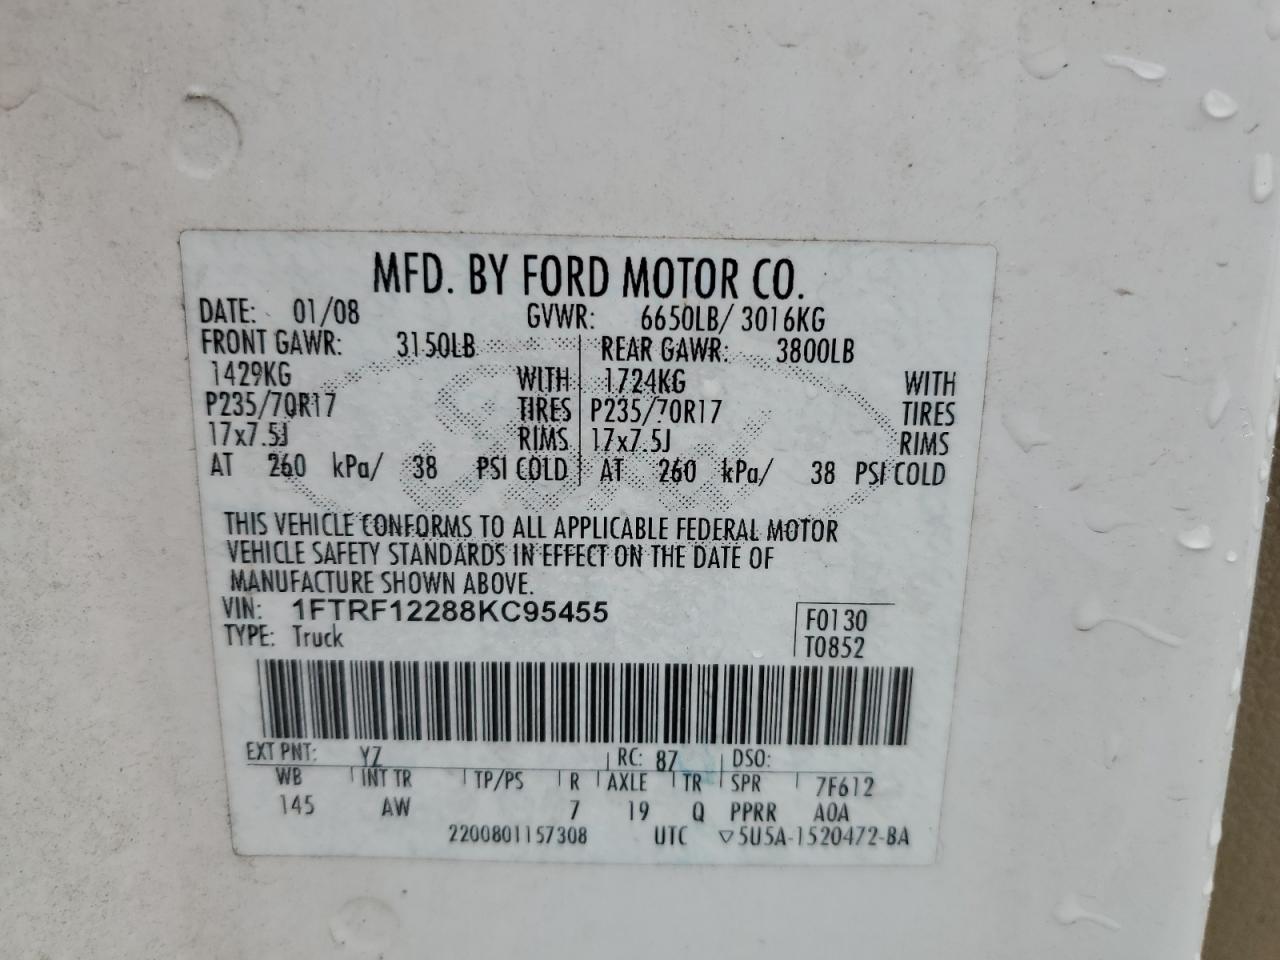 MFD. BY FORD MOTOR CO.
DATE: 01/08 GVWR: 6650LB/ 3016KG
FRONT GAWR: 3150LB REAR GAWR: 3800LB
1429KG WITH 1724KG WITH
P235/70R17 TIRES P235/70R17 TIRES
17x7.5J RIMS 17x7.5J RIMS
AT 260 kPa/ 38 PSI COLD AT 260 kPa/ 38 PSI COLD
THIS VEHICLE CONFORMS TO ALL APPLICABLE FEDERAL MOTOR
VEHICLE SAFETY STANDARDS IN EFFECT ON THE DATE OF
MANUFACTURE SHOWN ABOVE.
VIN: 1FTRF12288KC95455 F0130
TYPE: Truck T0852
EXT PNT: YZ RC: 87 DSO:
WB INT TR TP/PS R AXLE TR SPR 7F612
145 AW 7 19 Q PPRR AOA
2200801157308 UTC ▽5U5A-1520472-BA